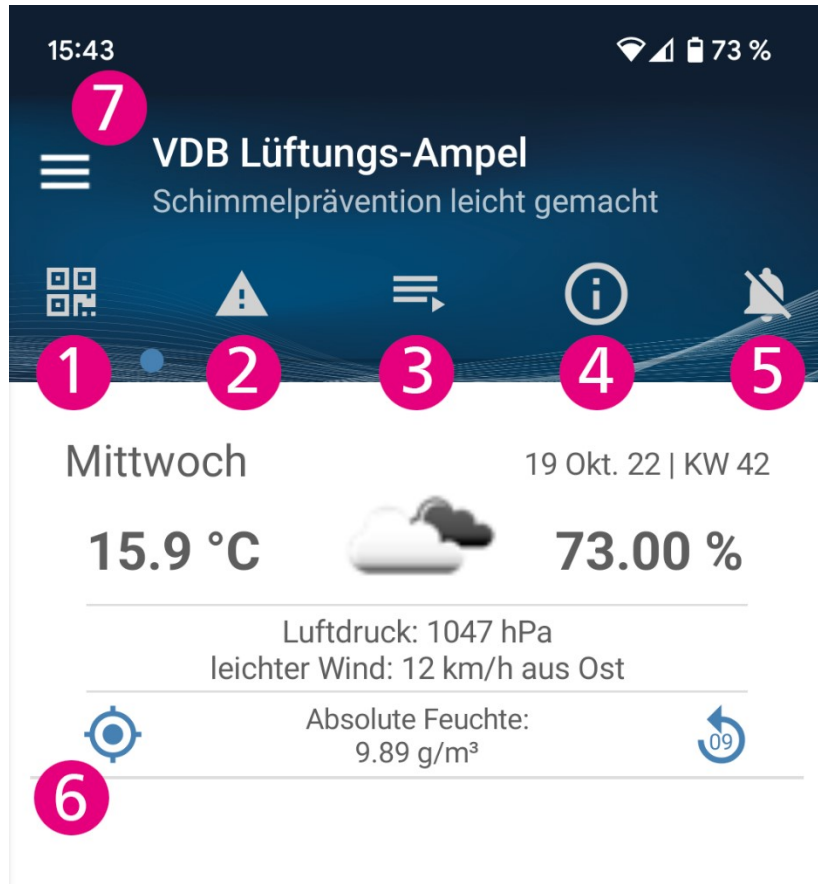 15:43
73 %
7
VDB Lüftungs-Ampel
Schimmelprävention leicht gemacht
1
2
3
4
5
Mittwoch
19 Okt. 22 | KW 42
15.9 °C
73.00 %
Luftdruck: 1047 hPa
leichter Wind: 12 km/h aus Ost
Absolute Feuchte:
9.89 g/m³
09
6